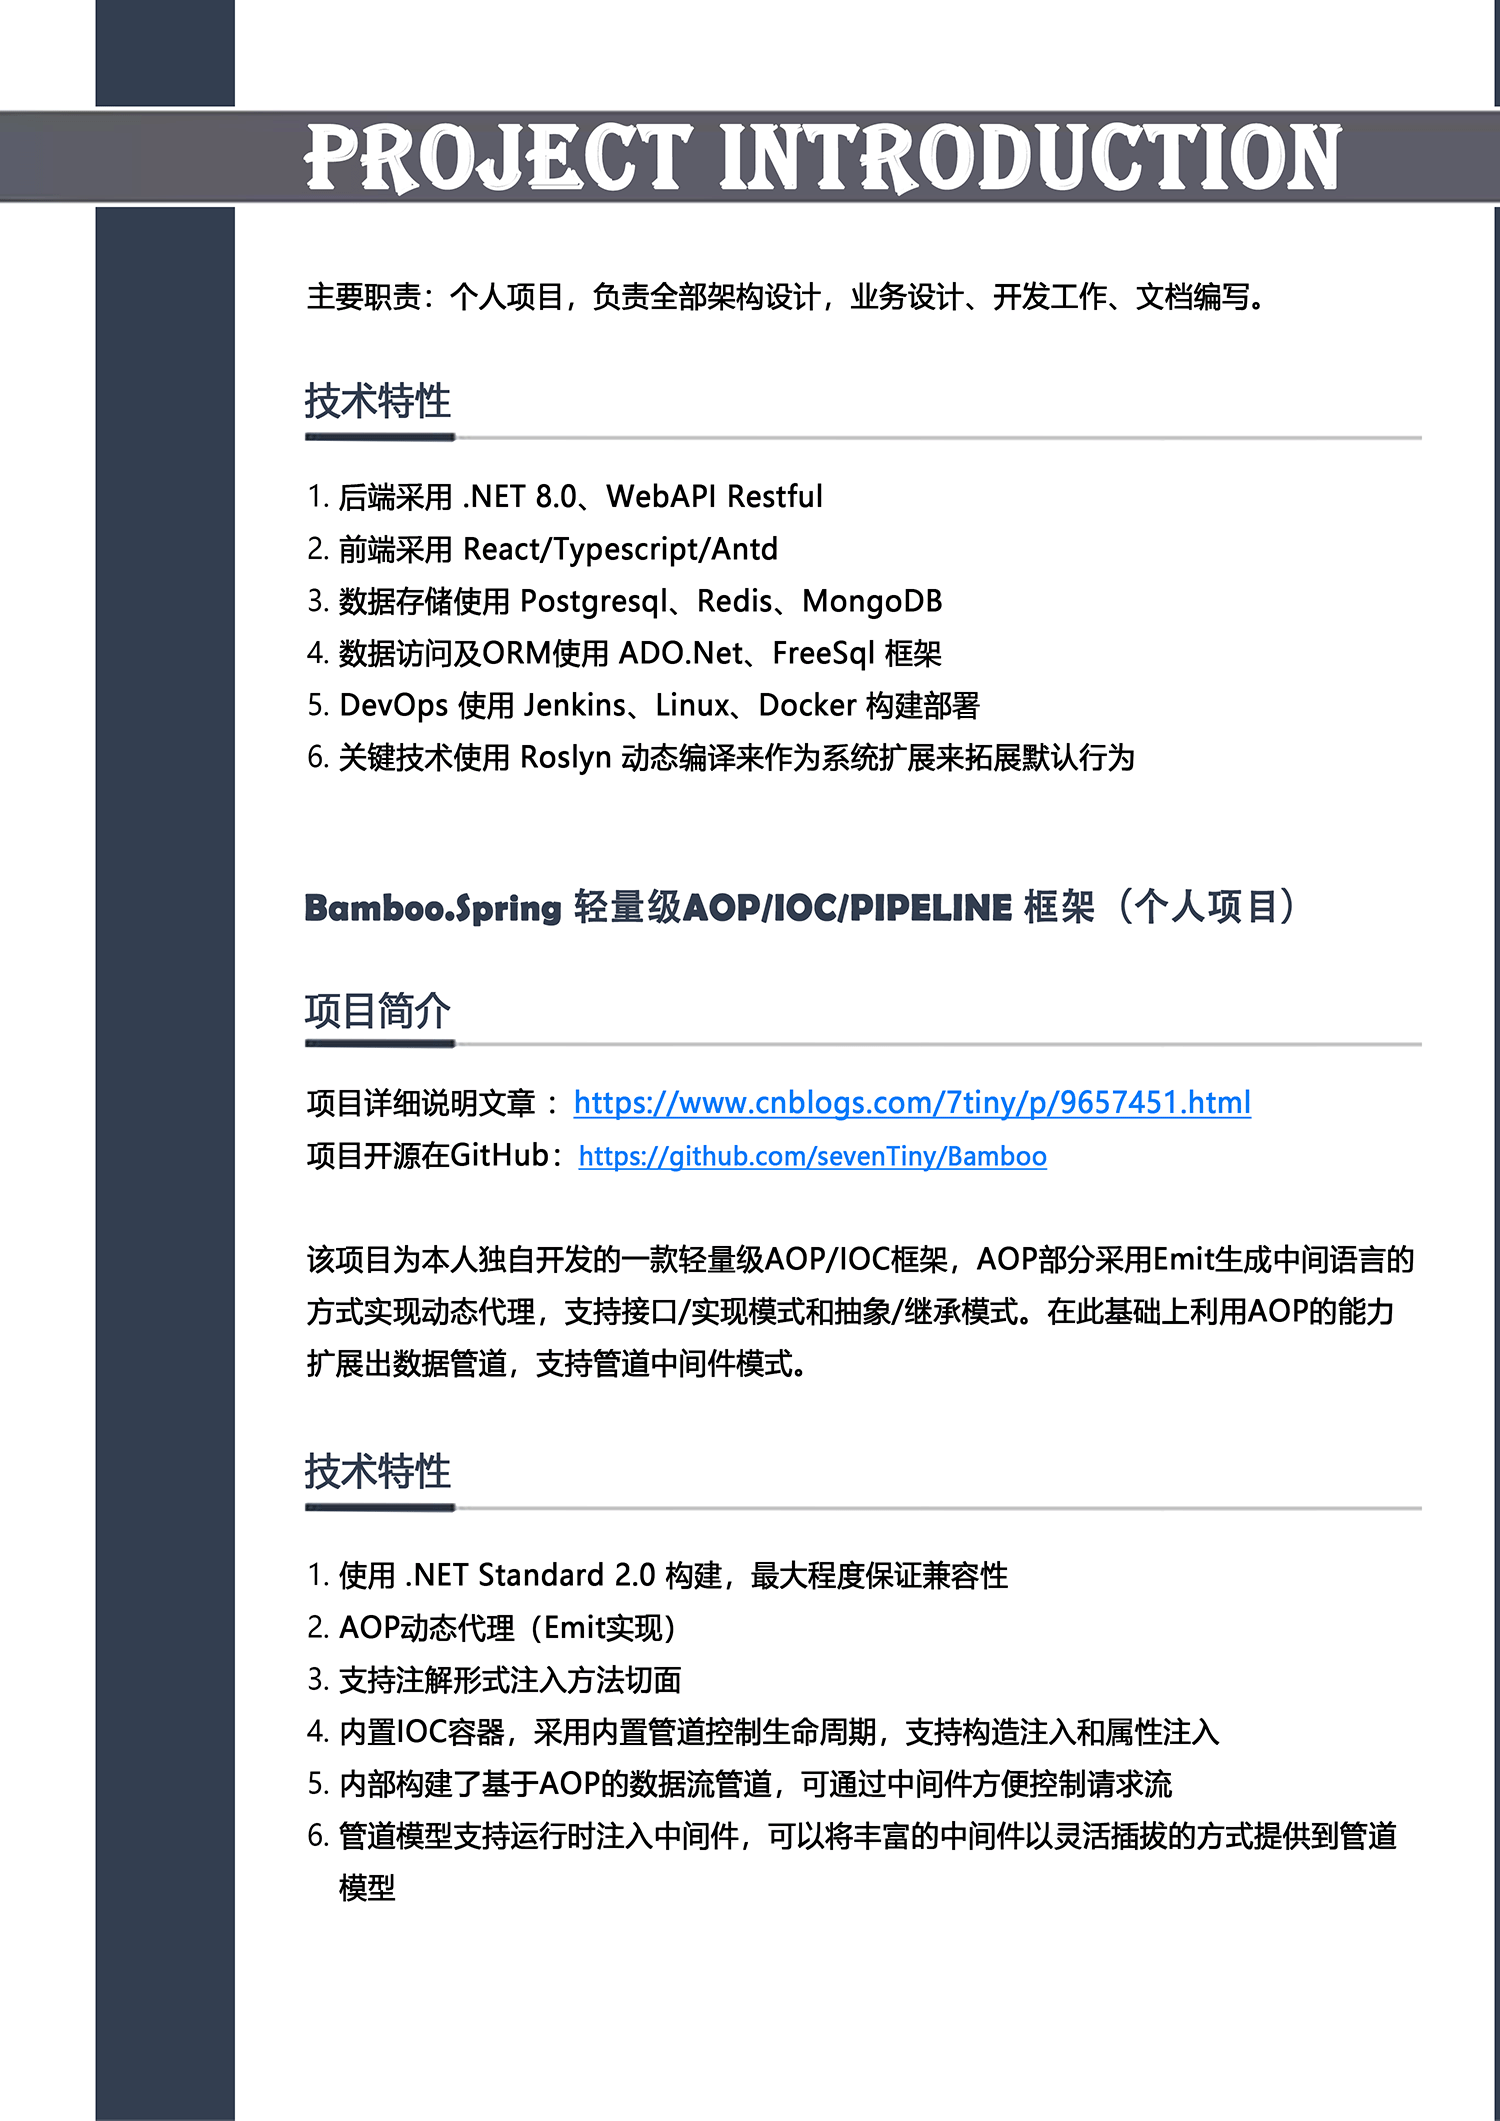 PROJECT INTRODUCTION
主要职责：个人项目，负责全部架构设计，业务设计、开发工作、文档编写。
技术特性
1. 后端采用 .NET 8.0、WebAPI Restful
2. 前端采用 React/Typescript/Antd
3. 数据存储使用 Postgresql、Redis、MongoDB
4. 数据访问及ORM使用 ADO.Net、FreeSql 框架
5. DevOps 使用 Jenkins、Linux、Docker 构建部署
6. 关键技术使用 Roslyn 动态编译来作为系统扩展来拓展默认行为
Bamboo.Spring 轻量级AOP/IOC/PIPELINE 框架（个人项目）
项目简介
项目详细说明文章 ：https://www.cnblogs.com/7tiny/p/9657451.html
项目开源在GitHub：https://github.com/sevenTiny/Bamboo
该项目为本人独自开发的一款轻量级AOP/IOC框架，AOP部分采用Emit生成中间语言的
方式实现动态代理，支持接口/实现模式和抽象/继承模式。在此基础上利用AOP的能力
扩展出数据管道，支持管道中间件模式。
技术特性
1. 使用 .NET Standard 2.0 构建，最大程度保证兼容性
2. AOP动态代理（Emit实现）
3. 支持注解形式注入方法切面
4. 内置IOC容器，采用内置管道控制生命周期，支持构造注入和属性注入
5. 内部构建了基于AOP的数据流管道，可通过中间件方便控制请求流
6. 管道模型支持运行时注入中间件，可以将丰富的中间件以灵活插拔的方式提供到管道
模型